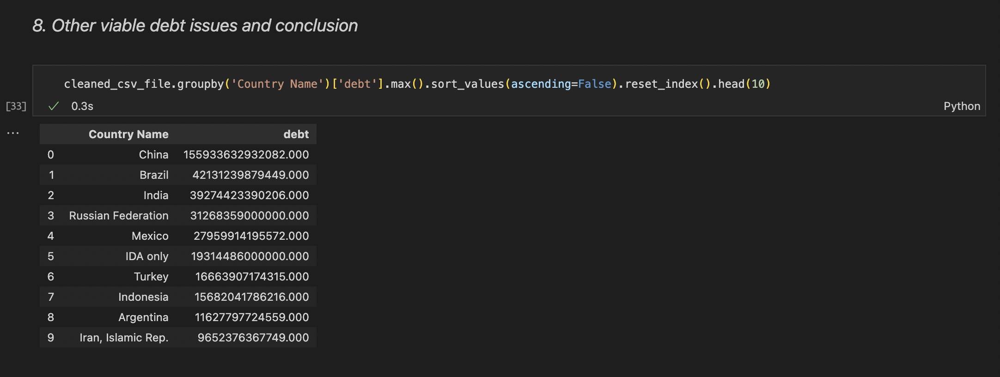 8. Other viable debt issues and conclusion
cleaned_csv_file.groupby('Country Name')['debt'].max().sort_values(ascending=False).reset_index().head(10)
[33] ✓ 0.3s Python
...
Country Name debt
0 China 155933632932082.000
1 Brazil 42131239879449.000
2 India 39274423390206.000
3 Russian Federation 31268359000000.000
4 Mexico 27959914195572.000
5 IDA only 19314486000000.000
6 Turkey 16663907174315.000
7 Indonesia 15682041786216.000
8 Argentina 11627797724559.000
9 Iran, Islamic Rep. 9652376367749.000